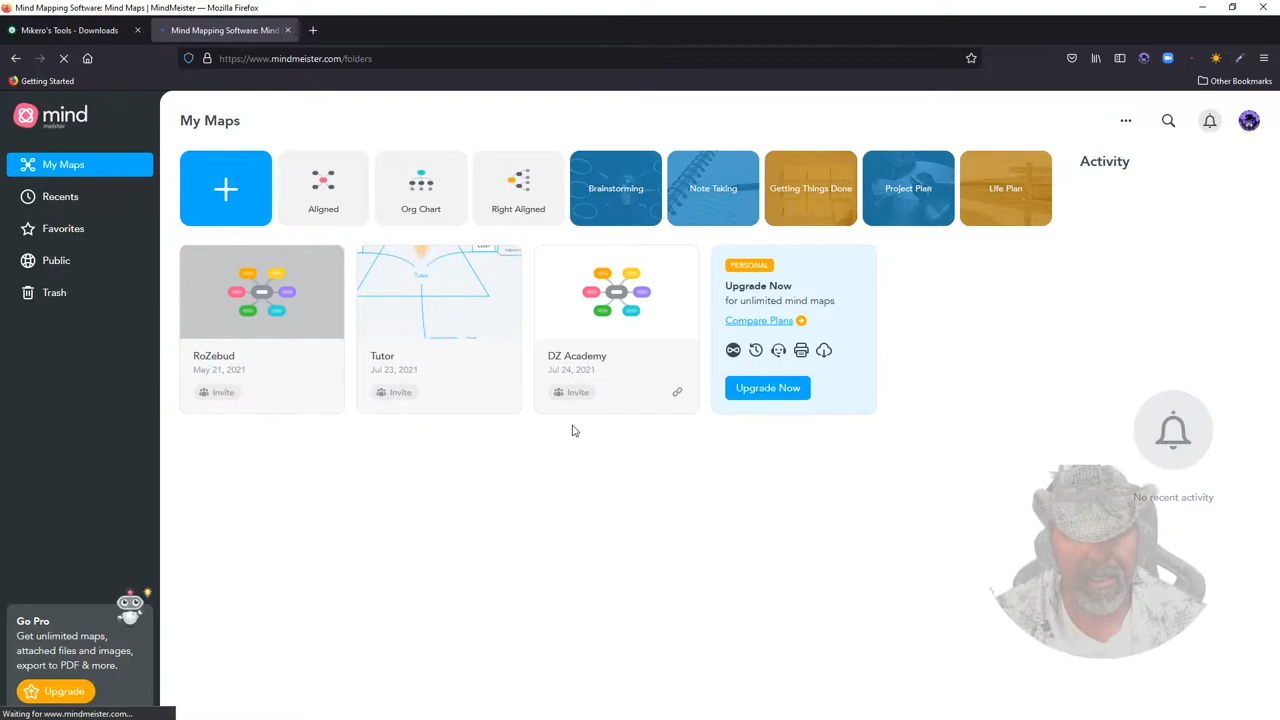 Mind Mapping Software: Mind Maps | MindMeister — Mozilla Firefox
Mikero's Tools - Downloads
Mind Mapping Software: Mind
https://www.mindmeister.com/folders
Getting Started
Other Bookmarks
mind
meister
My Maps
Recents
Favorites
Public
Trash
My Maps
Activity
Aligned
Org Chart
Right Aligned
Brainstorming
Note Taking
Getting Things Done
Project Plan
Life Plan
RoZebud
May 21, 2021
Invite
Tutor
Tutor
Jul 23, 2021
Invite
DZ Academy
Jul 24, 2021
Invite
PERSONAL
Upgrade Now
for unlimited mind maps
Compare Plans
Upgrade Now
No recent activity
Go Pro
Get unlimited maps,
attached files and images,
export to PDF & more.
Upgrade
Waiting for www.mindmeister.com...